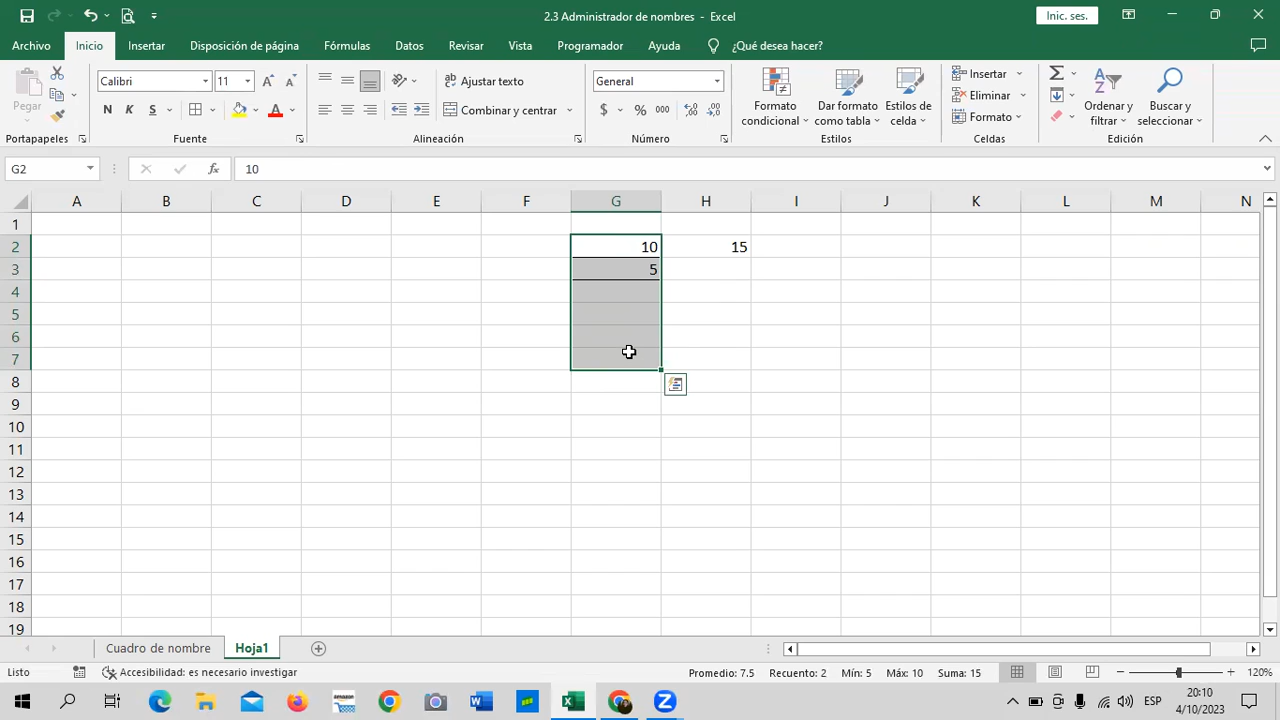 2.3 Administrador de nombres - Excel
Inic. ses.
Archivo Inicio Insertar Disposición de página Fórmulas Datos Revisar Vista Programador Ayuda ¿Qué desea hacer?
Pegar
Calibri 11
N K S
Ajustar texto
Combinar y centrar
General
$ % 000
Formato condicional
Dar formato como tabla
Estilos de celda
Insertar
Eliminar
Formato
Ordenar y filtrar
Buscar y seleccionar
Portapapeles Fuente Alineación Número Estilos Celdas Edición
G2 fx 10
A B C D E F G H I J K L M N
1
2 10 15
3 5
4
5
6
7
8
9
10
11
12
13
14
15
16
17
18
19
Cuadro de nombre Hoja1
Listo Accesibilidad: es necesario investigar Promedio: 7.5 Recuento: 2 Mín: 5 Máx: 10 Suma: 15 120%
ESP
20:10
4/10/2023